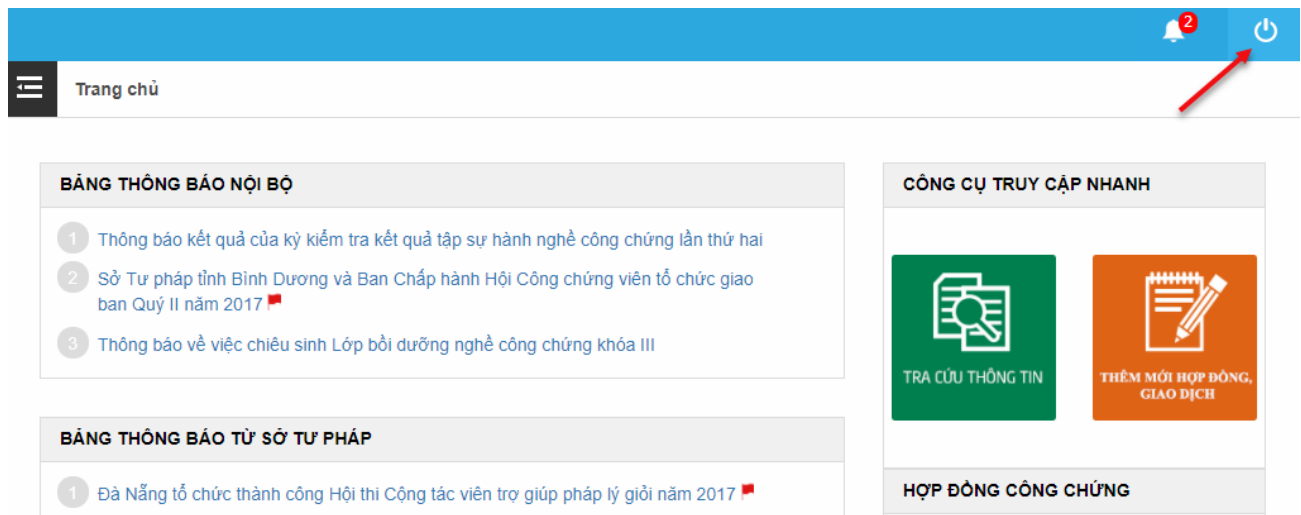 2
Trang chủ
BẢNG THÔNG BÁO NỘI BỘ
1 Thông báo kết quả của kỳ kiểm tra kết quả tập sự hành nghề công chứng lần thứ hai
2 Sở Tư pháp tỉnh Bình Dương và Ban Chấp hành Hội Công chứng viên tổ chức giao
ban Quý II năm 2017
3 Thông báo về việc chiêu sinh Lớp bồi dưỡng nghề công chứng khóa III
BẢNG THÔNG BÁO TỪ SỞ TƯ PHÁP
1 Đà Nẵng tổ chức thành công Hội thi Cộng tác viên trợ giúp pháp lý giỏi năm 2017
CÔNG CỤ TRUY CẬP NHANH
TRA CỨU THÔNG TIN
THÊM MỚI HỢP ĐỒNG,
GIAO DỊCH
HỢP ĐỒNG CÔNG CHỨNG